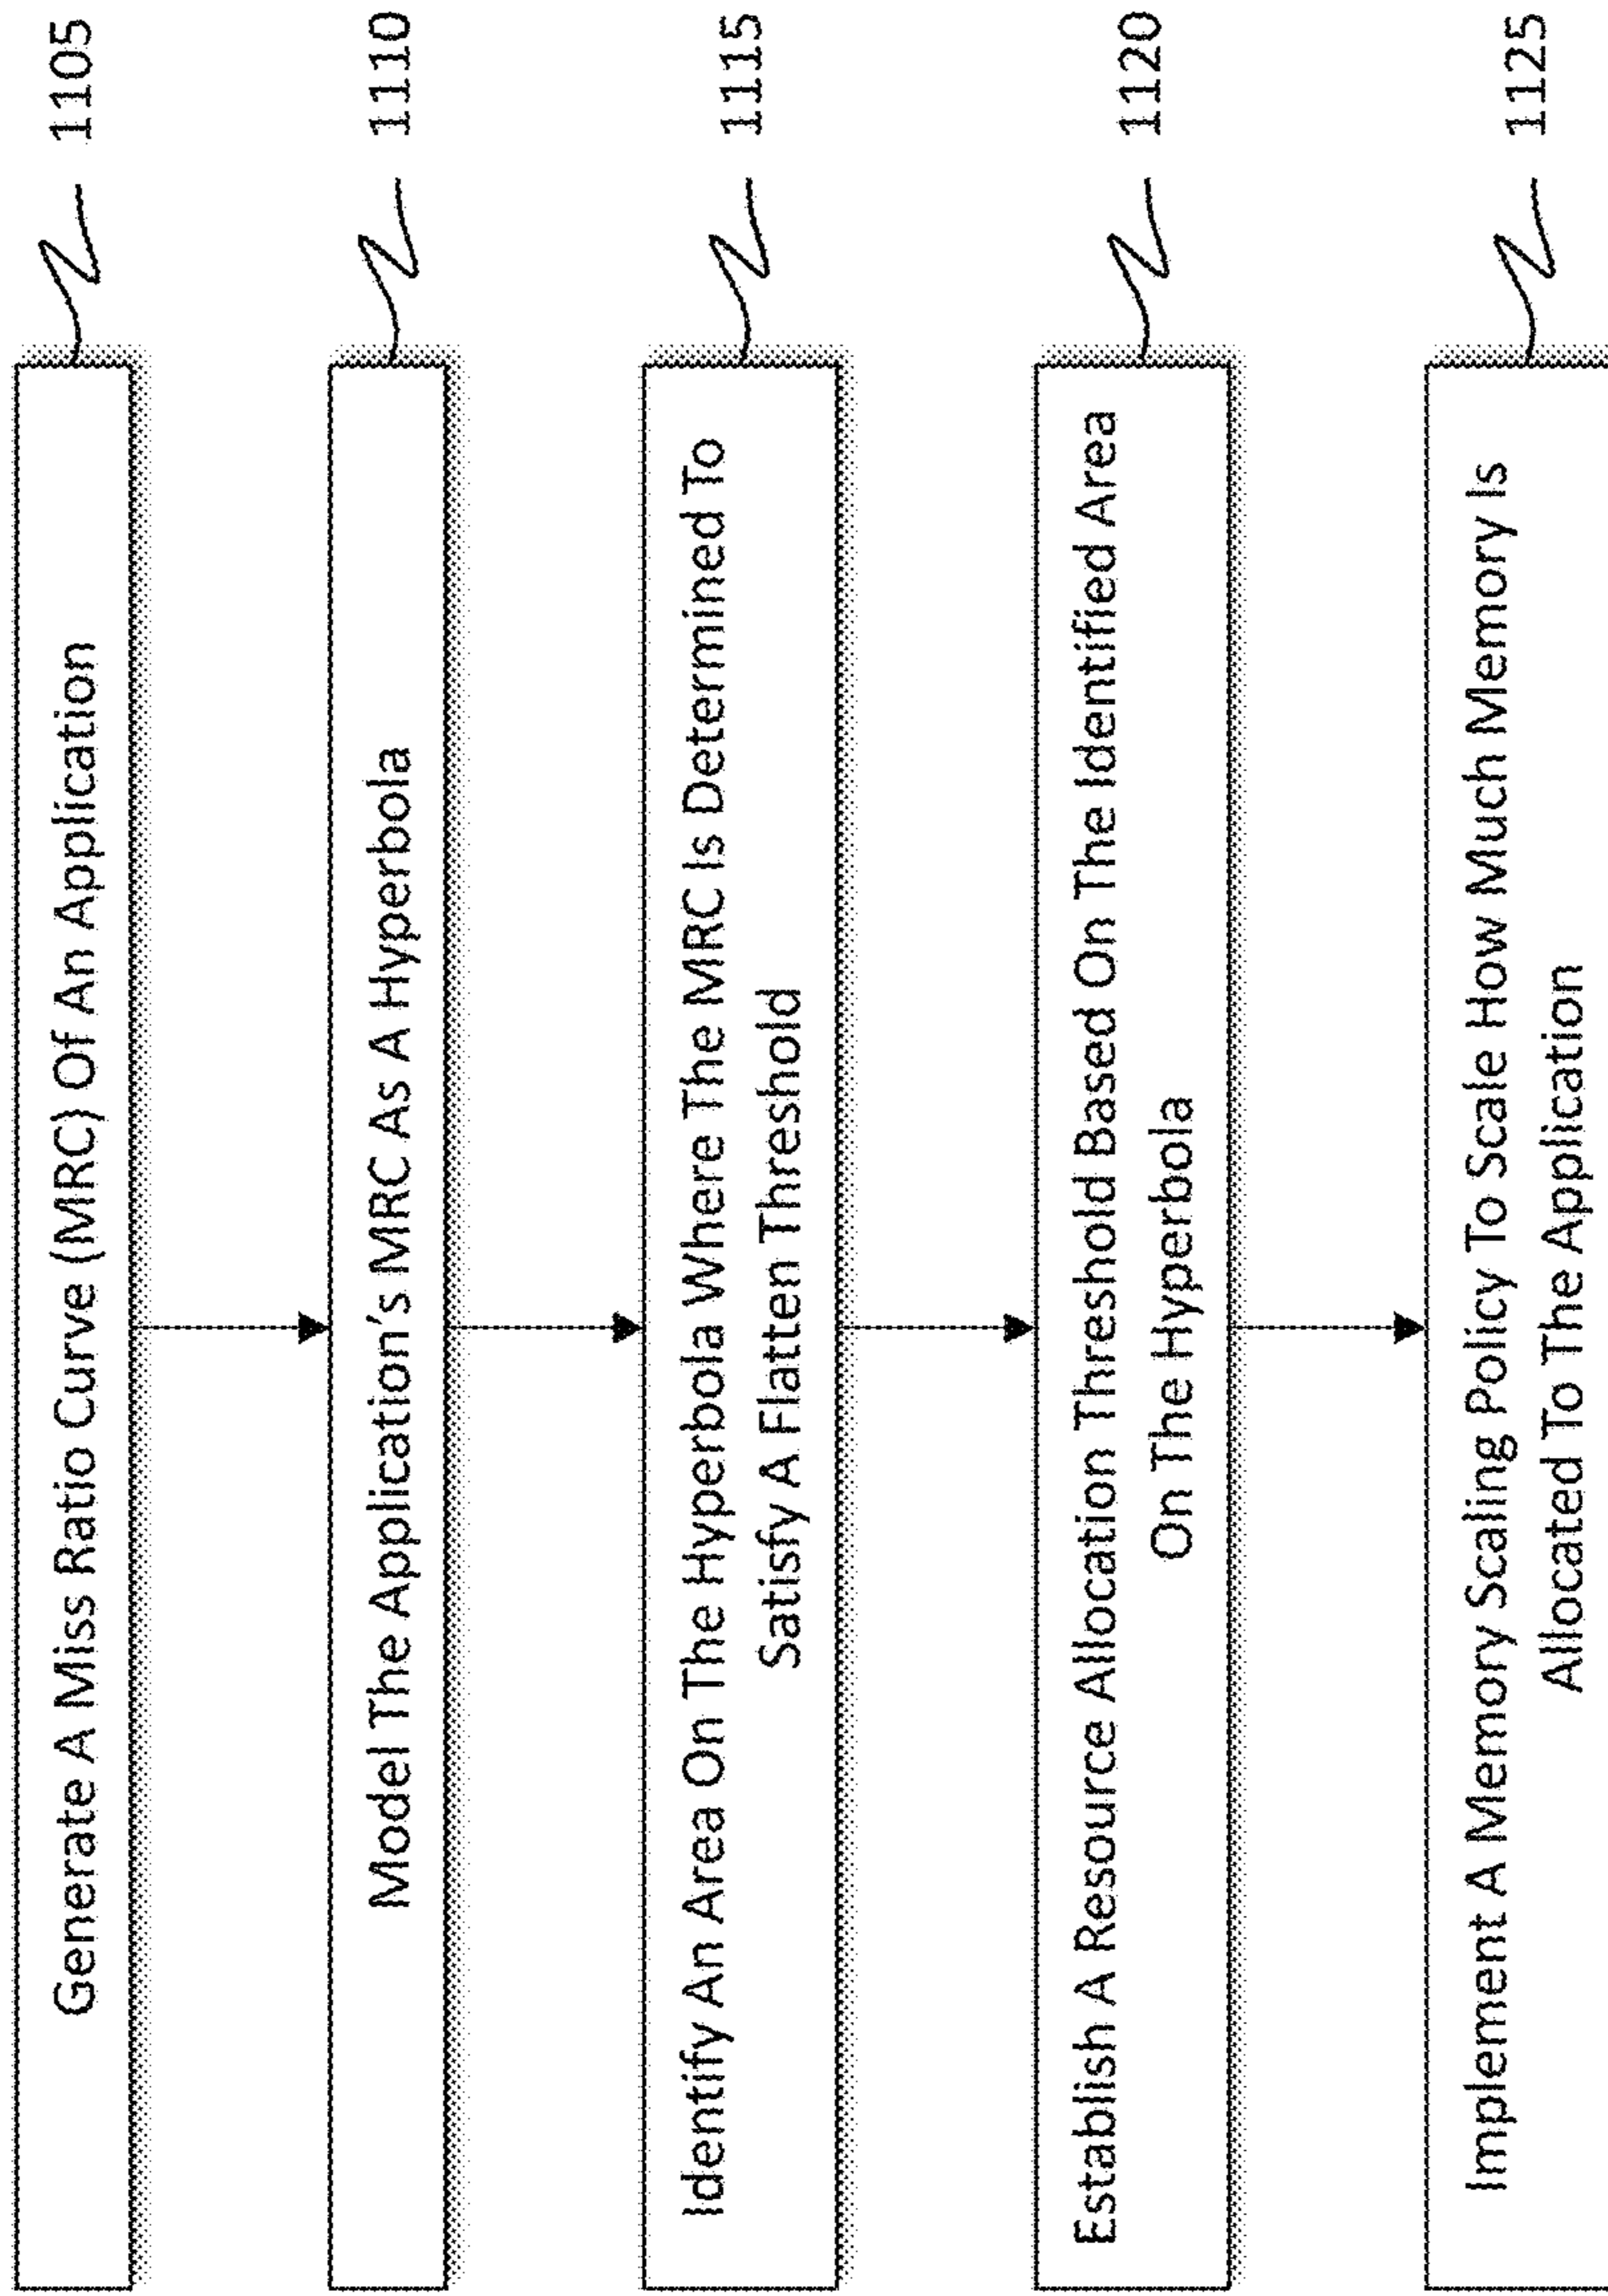 Generate A Miss Ratio Curve (MRC) Of An Application
1105
Model The Application's MRC As A Hyperbola
1110
Identify An Area On The Hyperbola Where The MRC Is Determined To
Satisfy A Flatten Threshold
1115
Establish A Resource Allocation Threshold Based On The Identified Area
On The Hyperbola
1120
Implement A Memory Scaling Policy To Scale How Much Memory Is
Allocated To The Application
1125